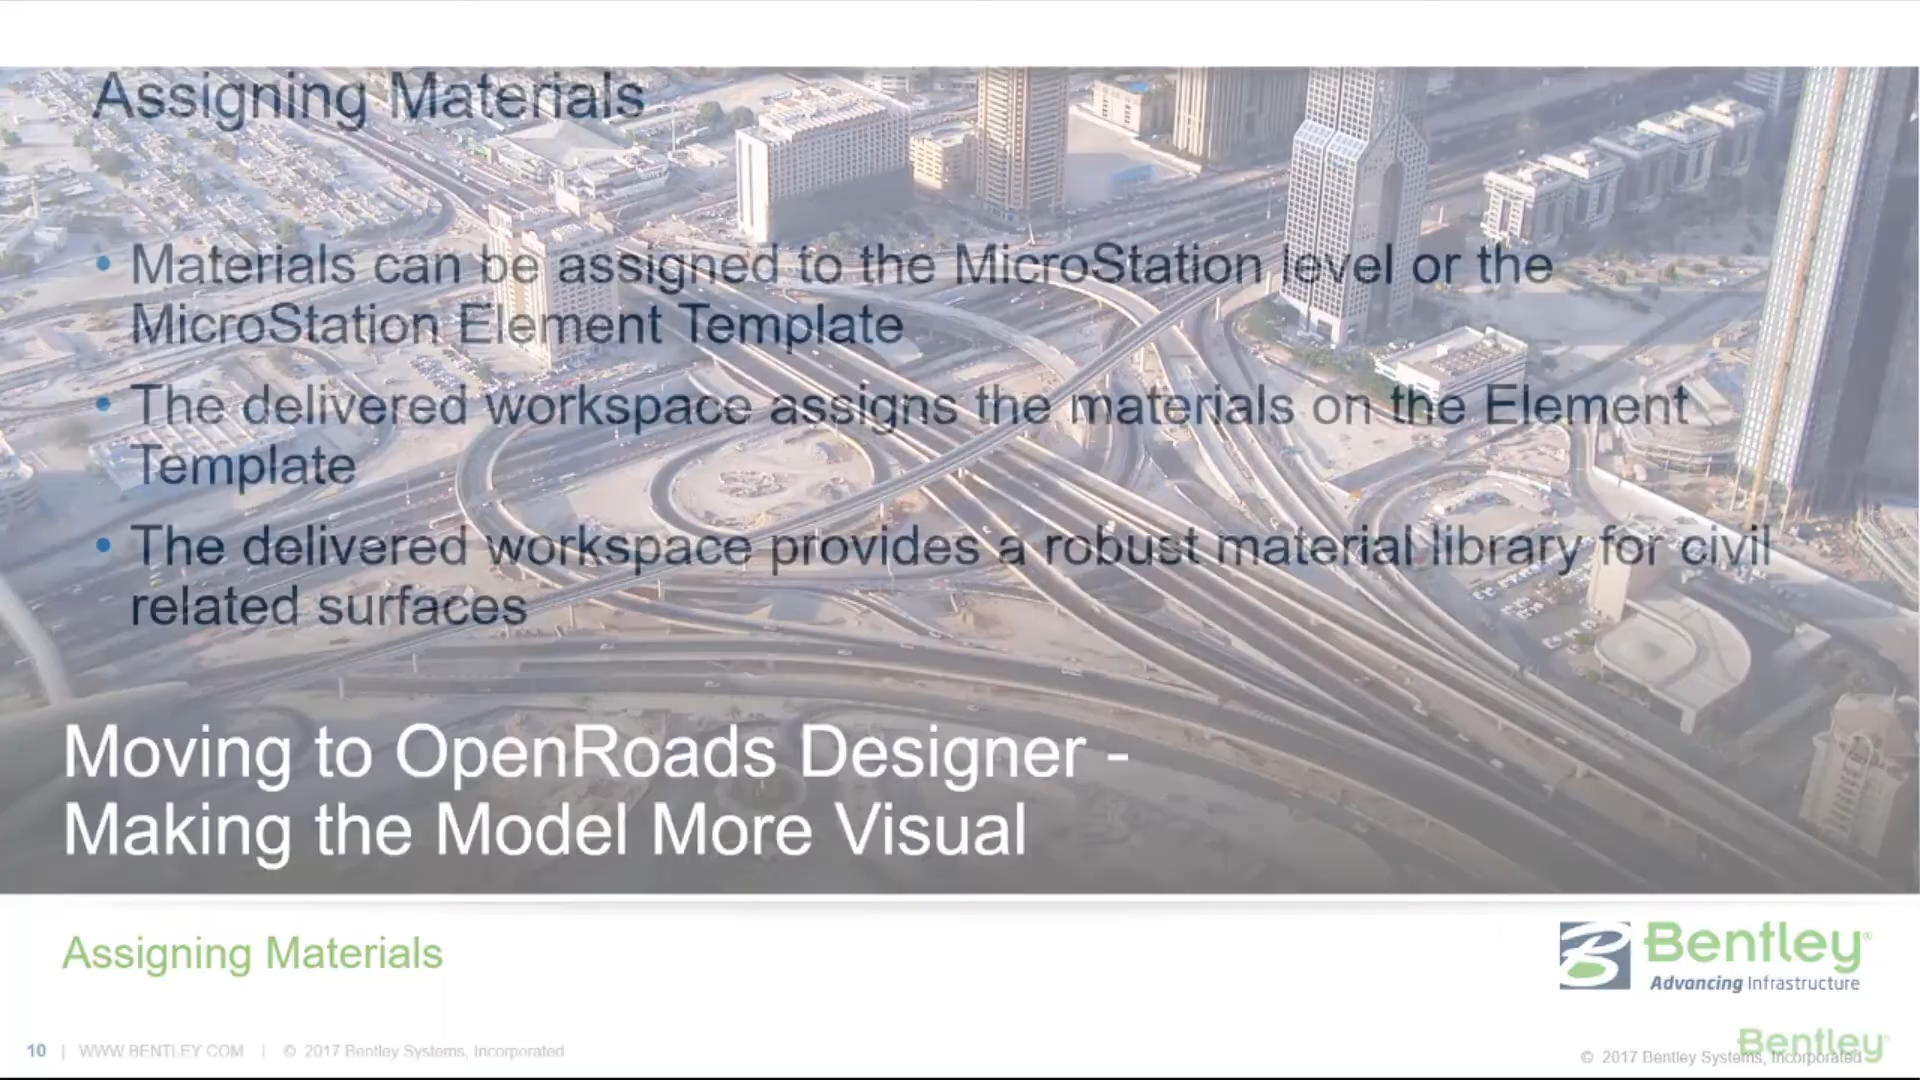 Assigning Materials
• Materials can be assigned to the MicroStation level or the
MicroStation Element Template
• The delivered workspace assigns the materials on the Element
Template
• The delivered workspace provides a robust material library for civil
related surfaces
Moving to OpenRoads Designer -
Making the Model More Visual
Assigning Materials
Bentley®
Advancing Infrastructure
10 | WWW.BENTLEY.COM | © 2017 Bentley Systems, Incorporated
Bentley®
© 2017 Bentley Systems, Incorporated